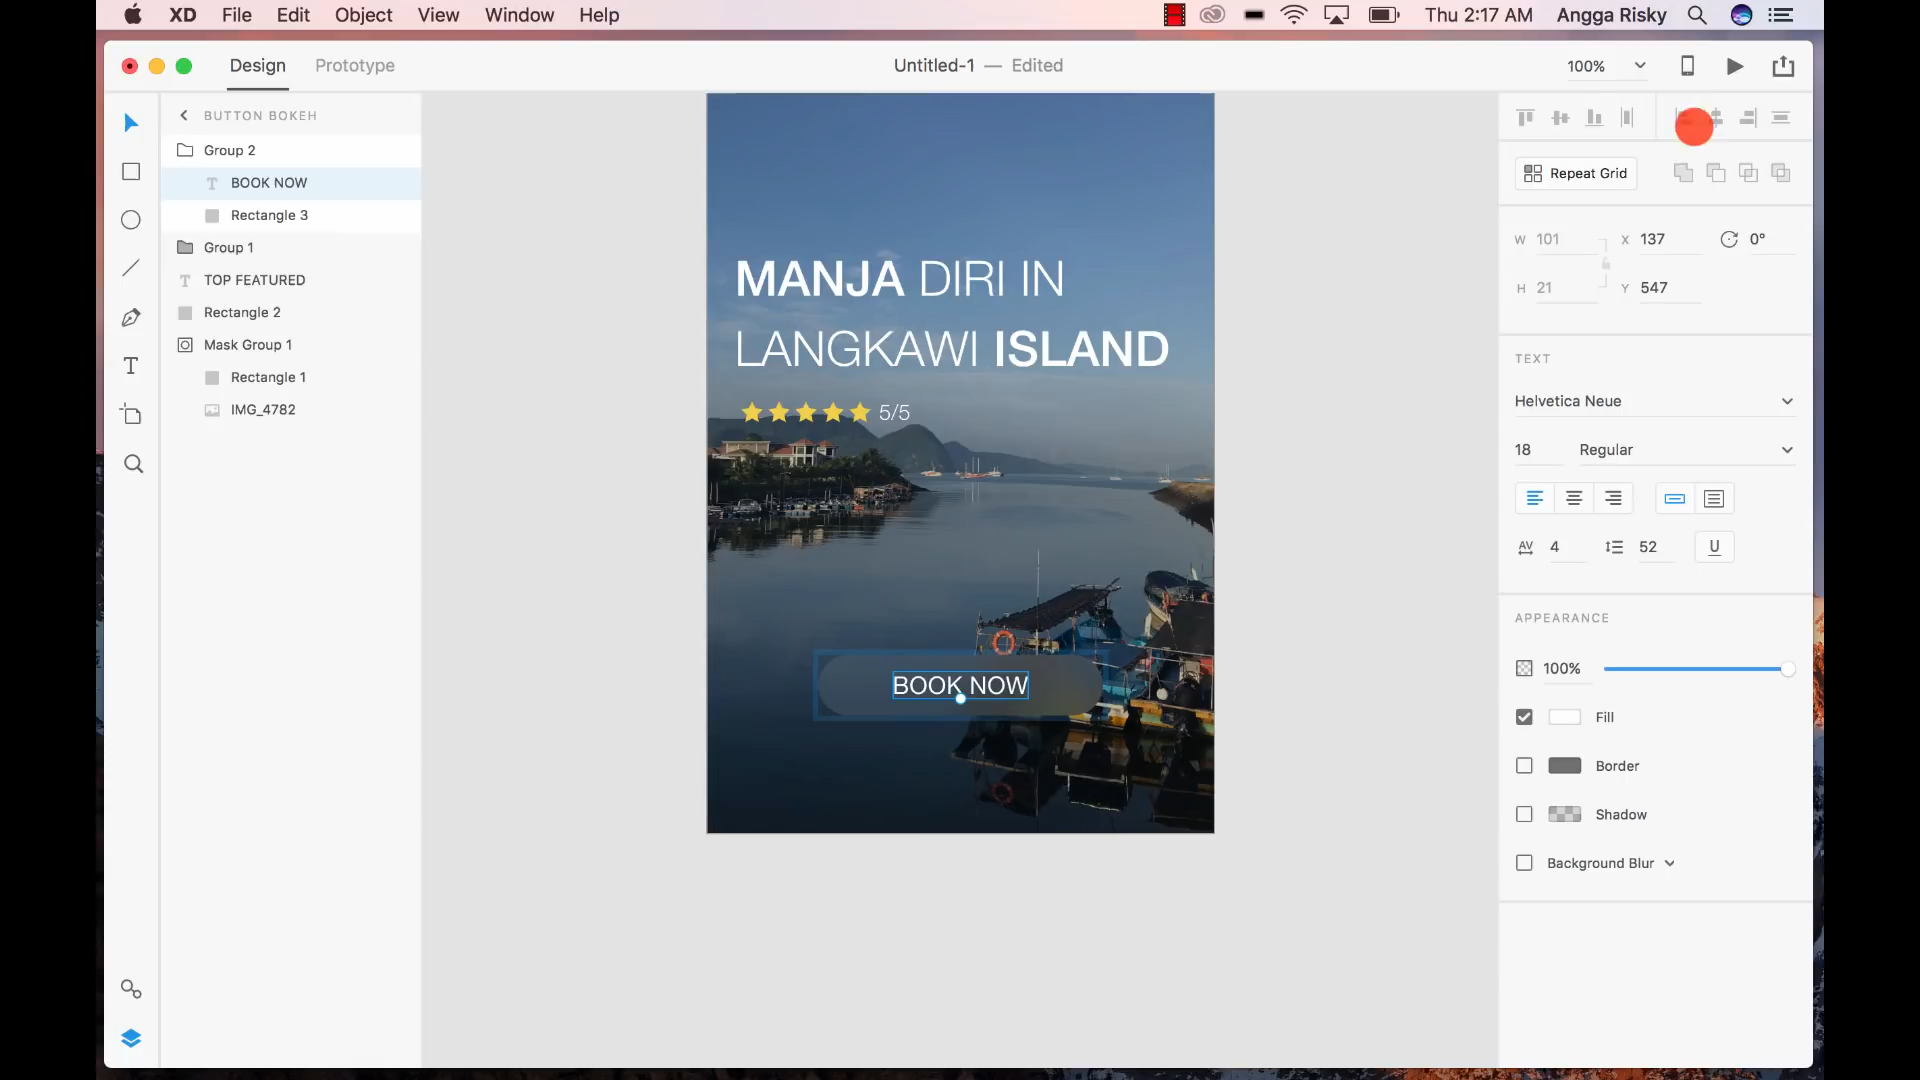 XD File Edit Object View Window Help Thu 2:17 AM Angga Risky
Design Prototype Untitled-1 — Edited 100%
BUTTON BOKEH
Group 2
T BOOK NOW
Rectangle 3
Group 1
T TOP FEATURED
Rectangle 2
Mask Group 1
Rectangle 1
IMG_4782
MANJA DIRI IN
LANGKAWI ISLAND
5/5
BOOK NOW
Repeat Grid
W 101 X 137 0°
H 21 Y 547
TEXT
Helvetica Neue
18 Regular
AV 4 52 U
APPEARANCE
100%
Fill
Border
Shadow
Background Blur